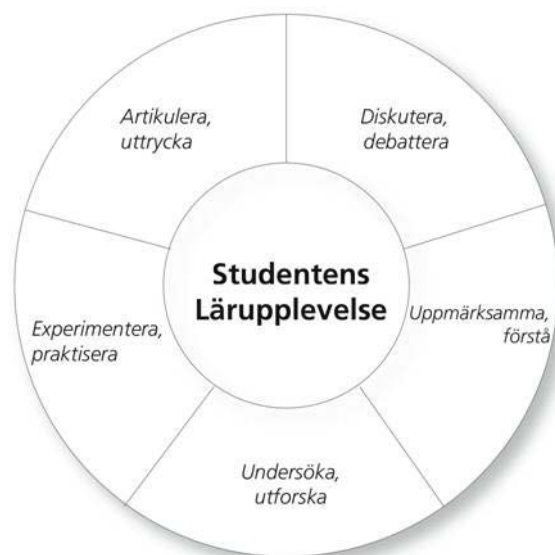 Artikulera,
uttrycka
Diskutera,
debattera
Studentens
Lärupplevelse
Experimentera,
praktisera
Uppmärksamma,
förstå
Undersöka,
utforska